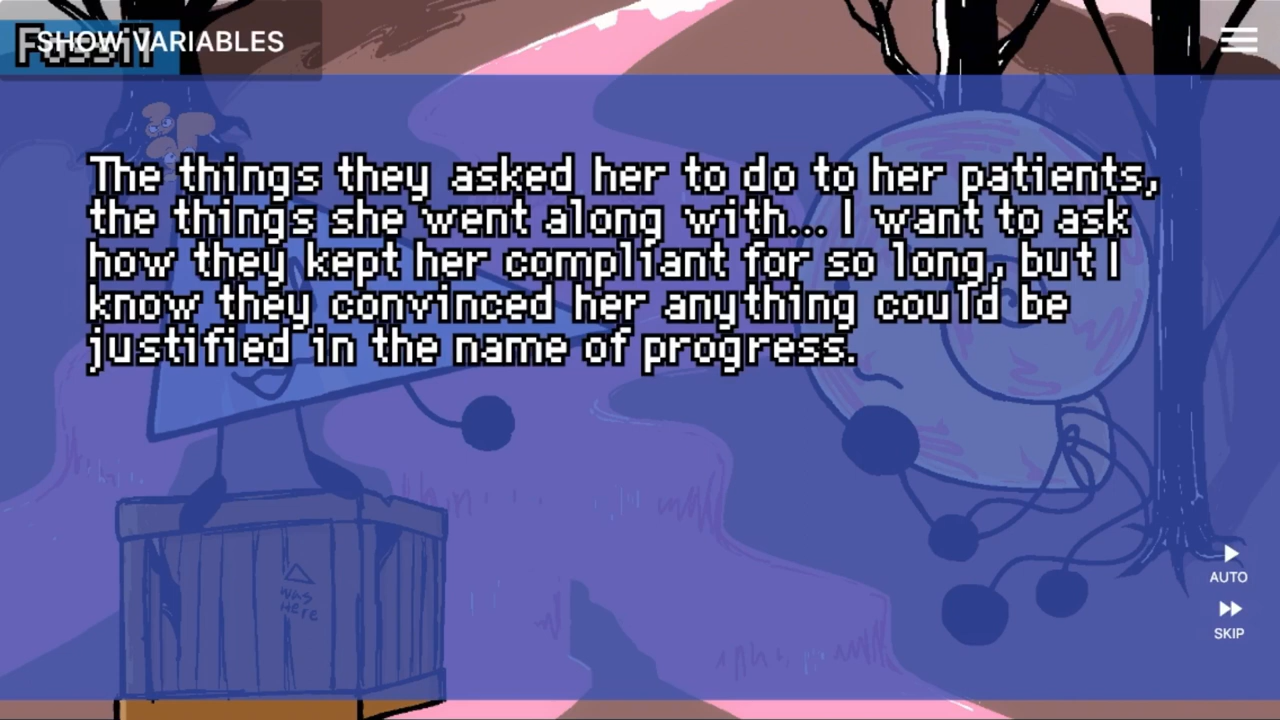 Fossil
SHOW VARIABLES
The things they asked her to do to her patients,
the things she went along with... I want to ask
how they kept her compliant for so long, but I
know they convinced her anything could be
justified in the name of progress.
was
Here
AUTO
SKIP